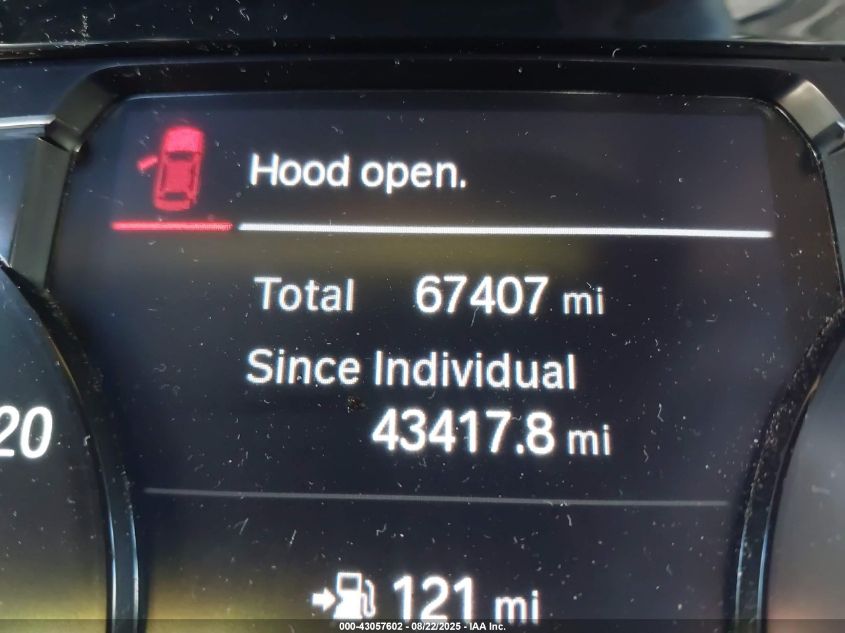 Hood open.
Total 67407 mi
Since Individual
43417.8 mi
20
121 mi
000-43057602 - 08/22/2025 - IAA Inc.